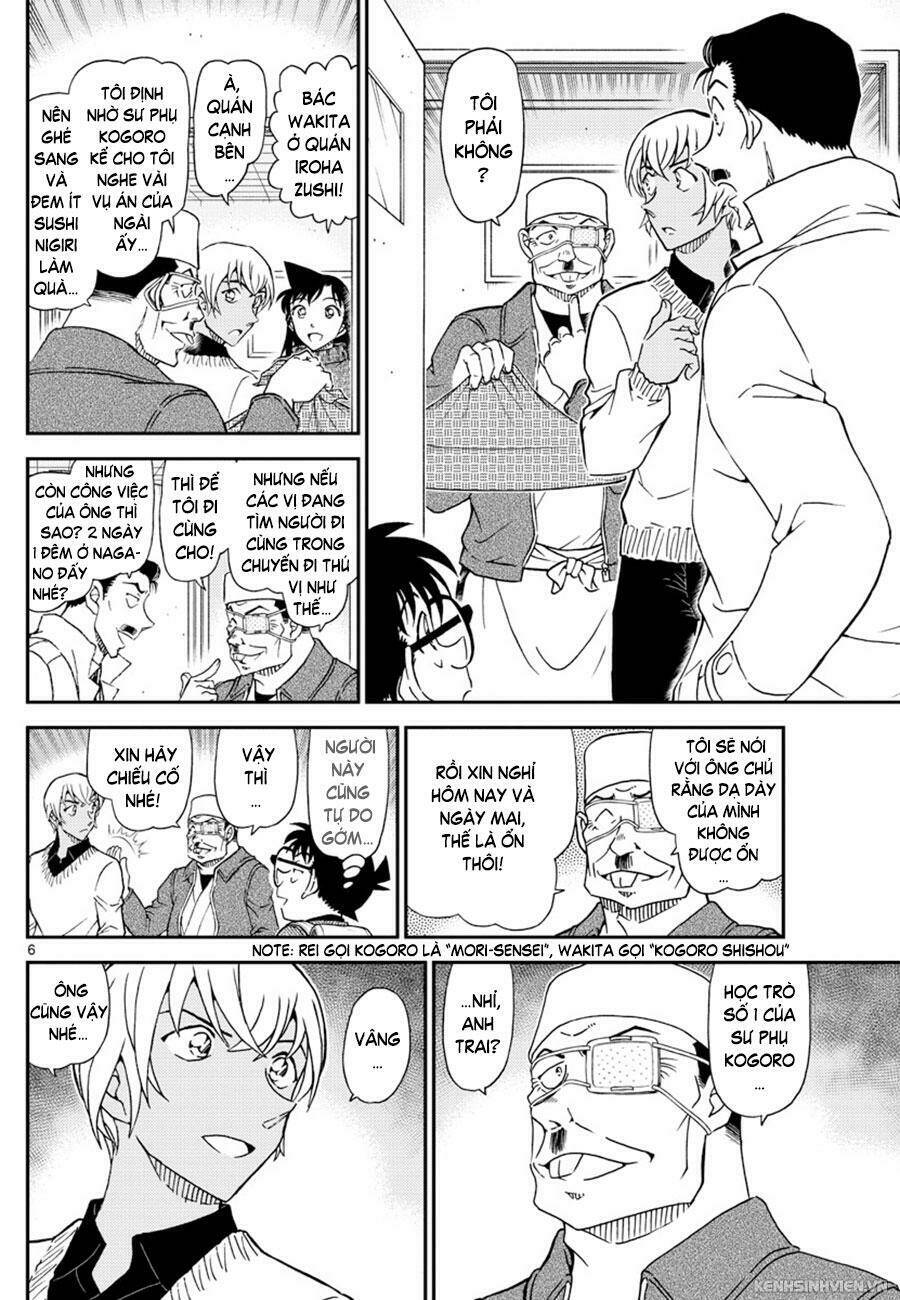 TÔI
PHẢI
KHÔNG
?
BÁC
WAKITA
Ở QUÁN
IROHA
ZUSHI!
À,
QUÁN
CẠNH
BÊN
...
TÔI ĐỊNH
NHỜ SƯ PHỤ
KOGORO
KỂ CHO TÔI
NGHE VÀI
VỤ ÁN CỦA
NGÀI
ẤY...
NÊN
GHÉ
SANG
VÀ
ĐEM ÍT
SUSHI
NIGIRI
LÀM
QUÀ...
NHƯNG NẾU
CÁC VỊ ĐANG
TÌM NGƯỜI ĐI
CÙNG TRONG
CHUYẾN ĐI THÚ
VỊ NHƯ
THẾ...
THÌ ĐỂ
TÔI ĐI
CÙNG
CHO!
NHƯNG
CÒN CÔNG VIỆC
CỦA ÔNG THÌ
SAO? 2 NGÀY
1 ĐÊM Ở NAGA-
NO ĐẤY
NHÉ?
TÔI SẼ NÓI
VỚI ÔNG CHÚ
RẰNG DẠ DÀY
CỦA MÌNH
KHÔNG
ĐƯỢC ỔN
...
RỒI XIN NGHỈ
HÔM NAY VÀ
NGÀY MAI,
THẾ LÀ ỔN
THÔI!
NGƯỜI
NÀY
CŨNG
TỰ DO
GỚM...
VẬY
THÌ
...
XIN HÃY
CHIẾU CỐ
NHÉ!
6
NOTE: REI GỌI KOGORO LÀ "MORI-SENSEI", WAKITA GỌI "KOGORO SHISHOU"
HỌC TRÒ
SỐ 1 CỦA
SƯ PHỤ
KOGORO
...
...NHỈ,
ANH
TRAI?
VÂNG
...
ÔNG
CŨNG VẬY
NHÉ...
KENHSINHVIEN.VN